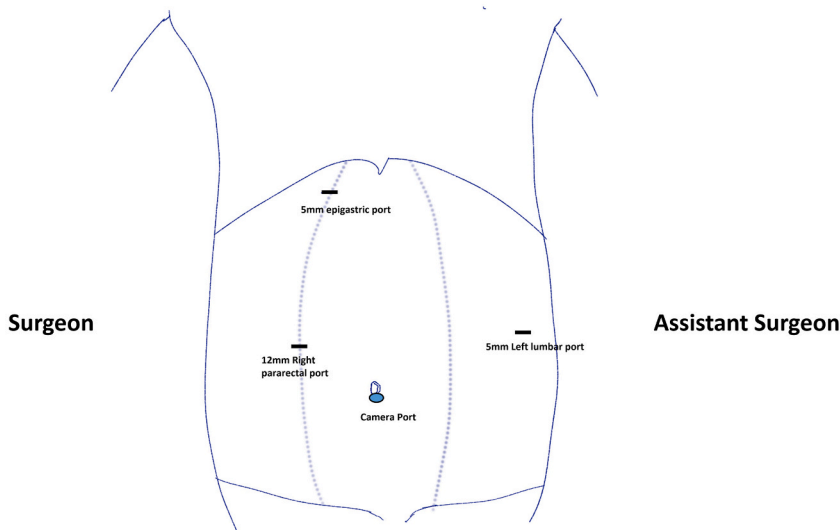 5mm epigastric port
Surgeon
Assistant Surgeon
12mm Right
pararectal port
5mm Left lumbar port
Camera Port